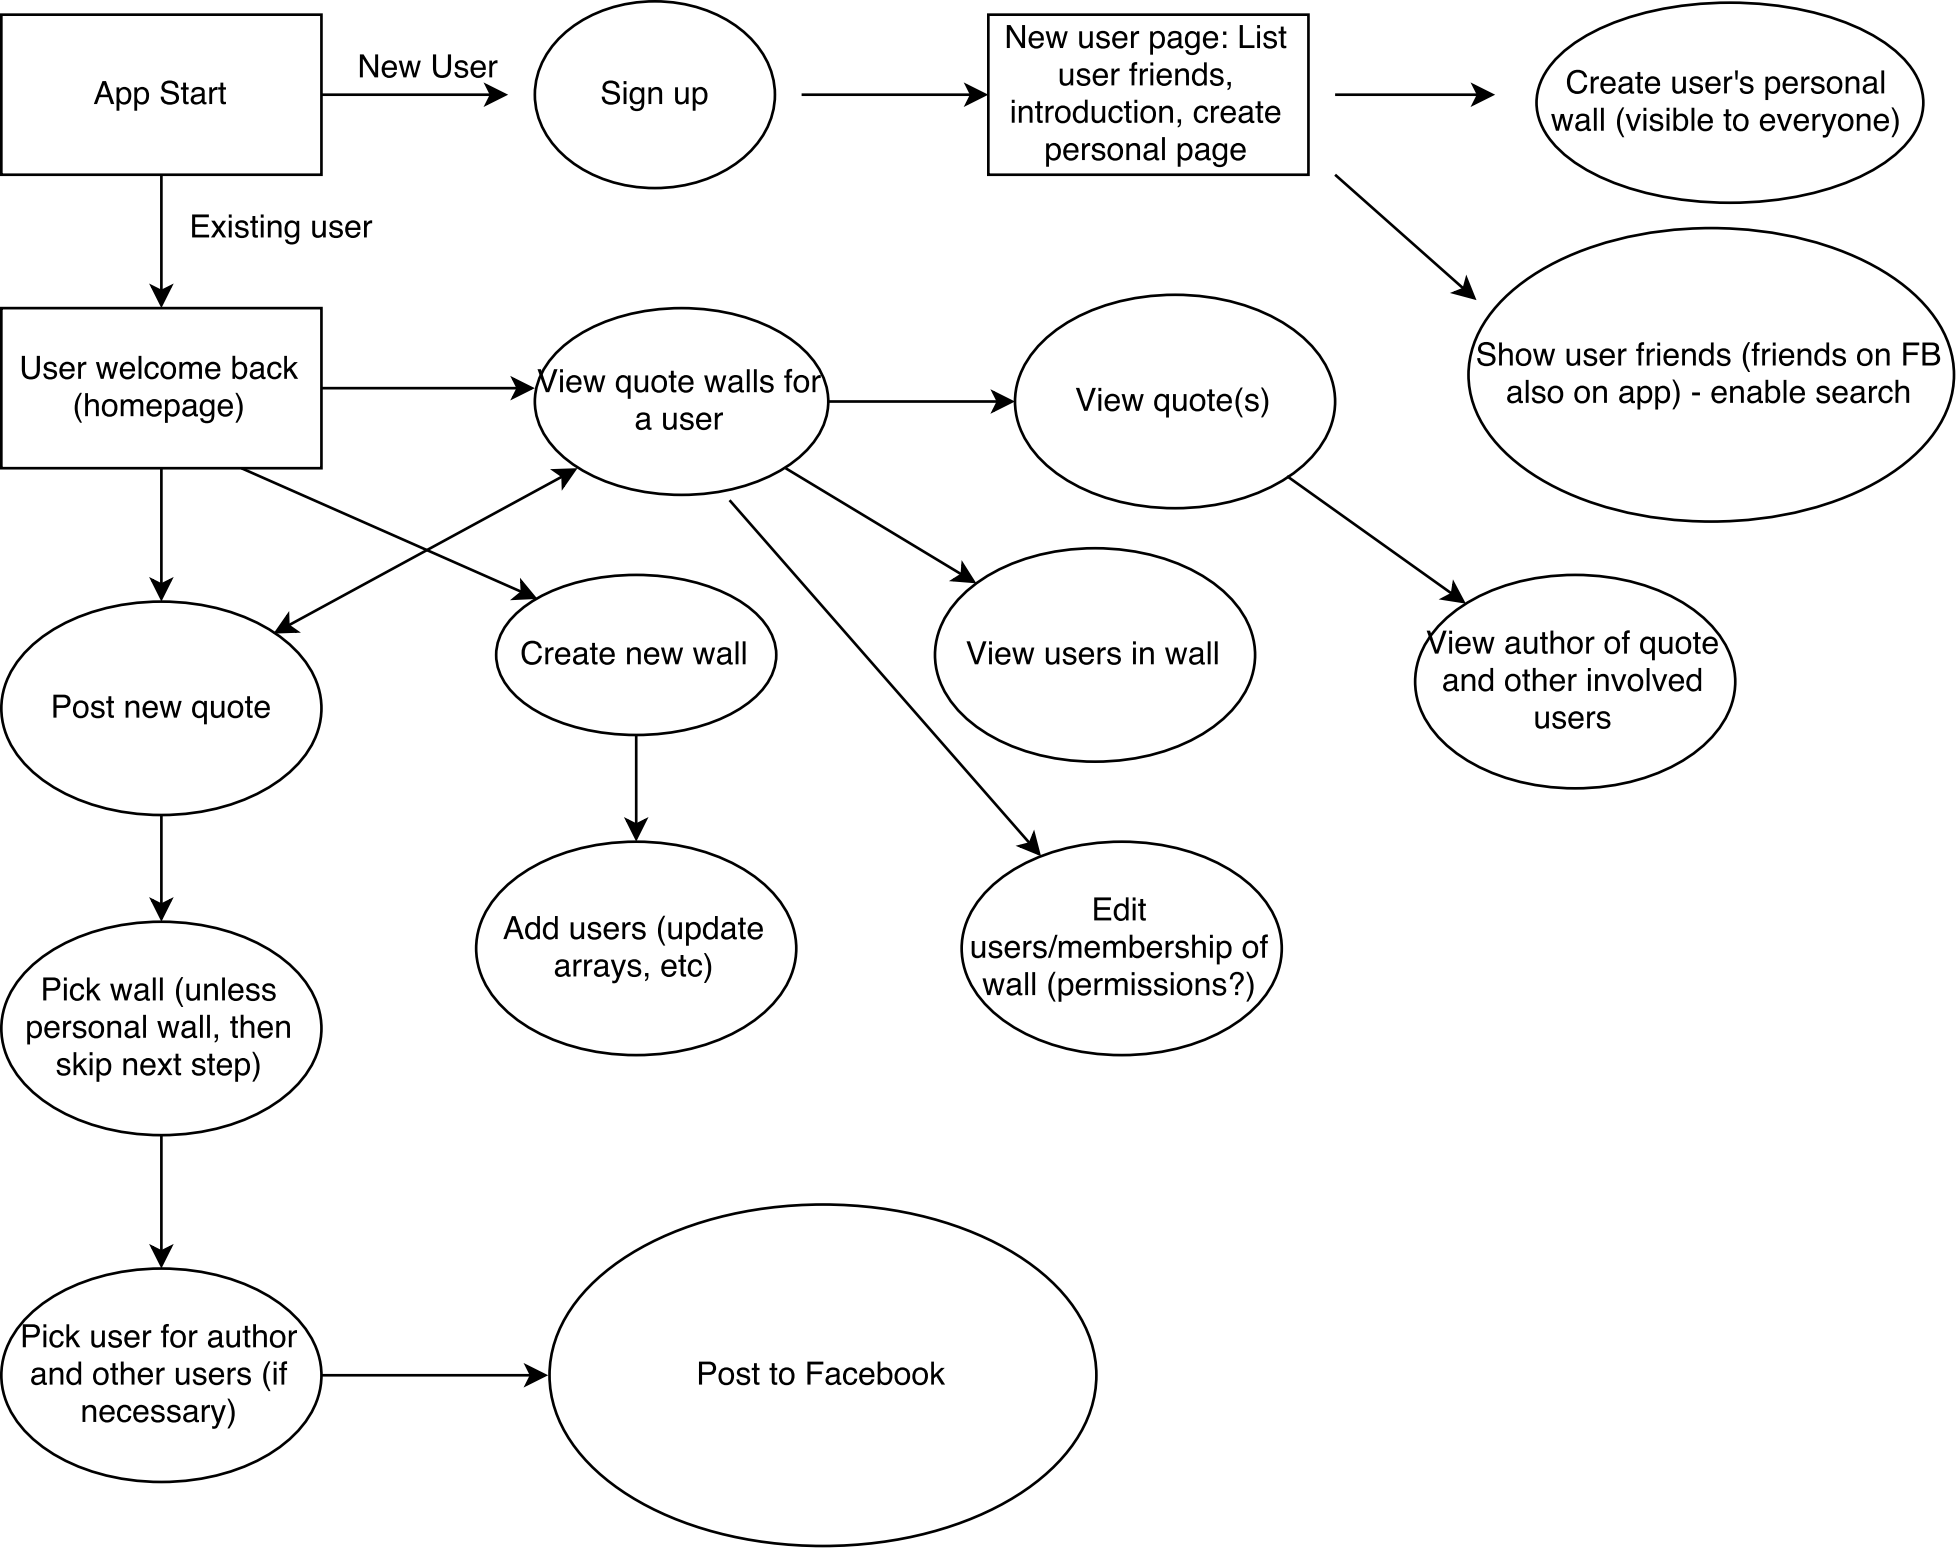 App Start
New User
Sign up
New user page: List
user friends,
introduction, create
personal page
Create user's personal
wall (visible to everyone)
Existing user
User welcome back
(homepage)
View quote walls for
a user
View quote(s)
Show user friends (friends on FB
also on app) - enable search
Post new quote
Create new wall
View users in wall
View author of quote
and other involved
users
Pick wall (unless
personal wall, then
skip next step)
Add users (update
arrays, etc)
Edit
users/membership of
wall (permissions?)
Pick user for author
and other users (if
necessary)
Post to Facebook